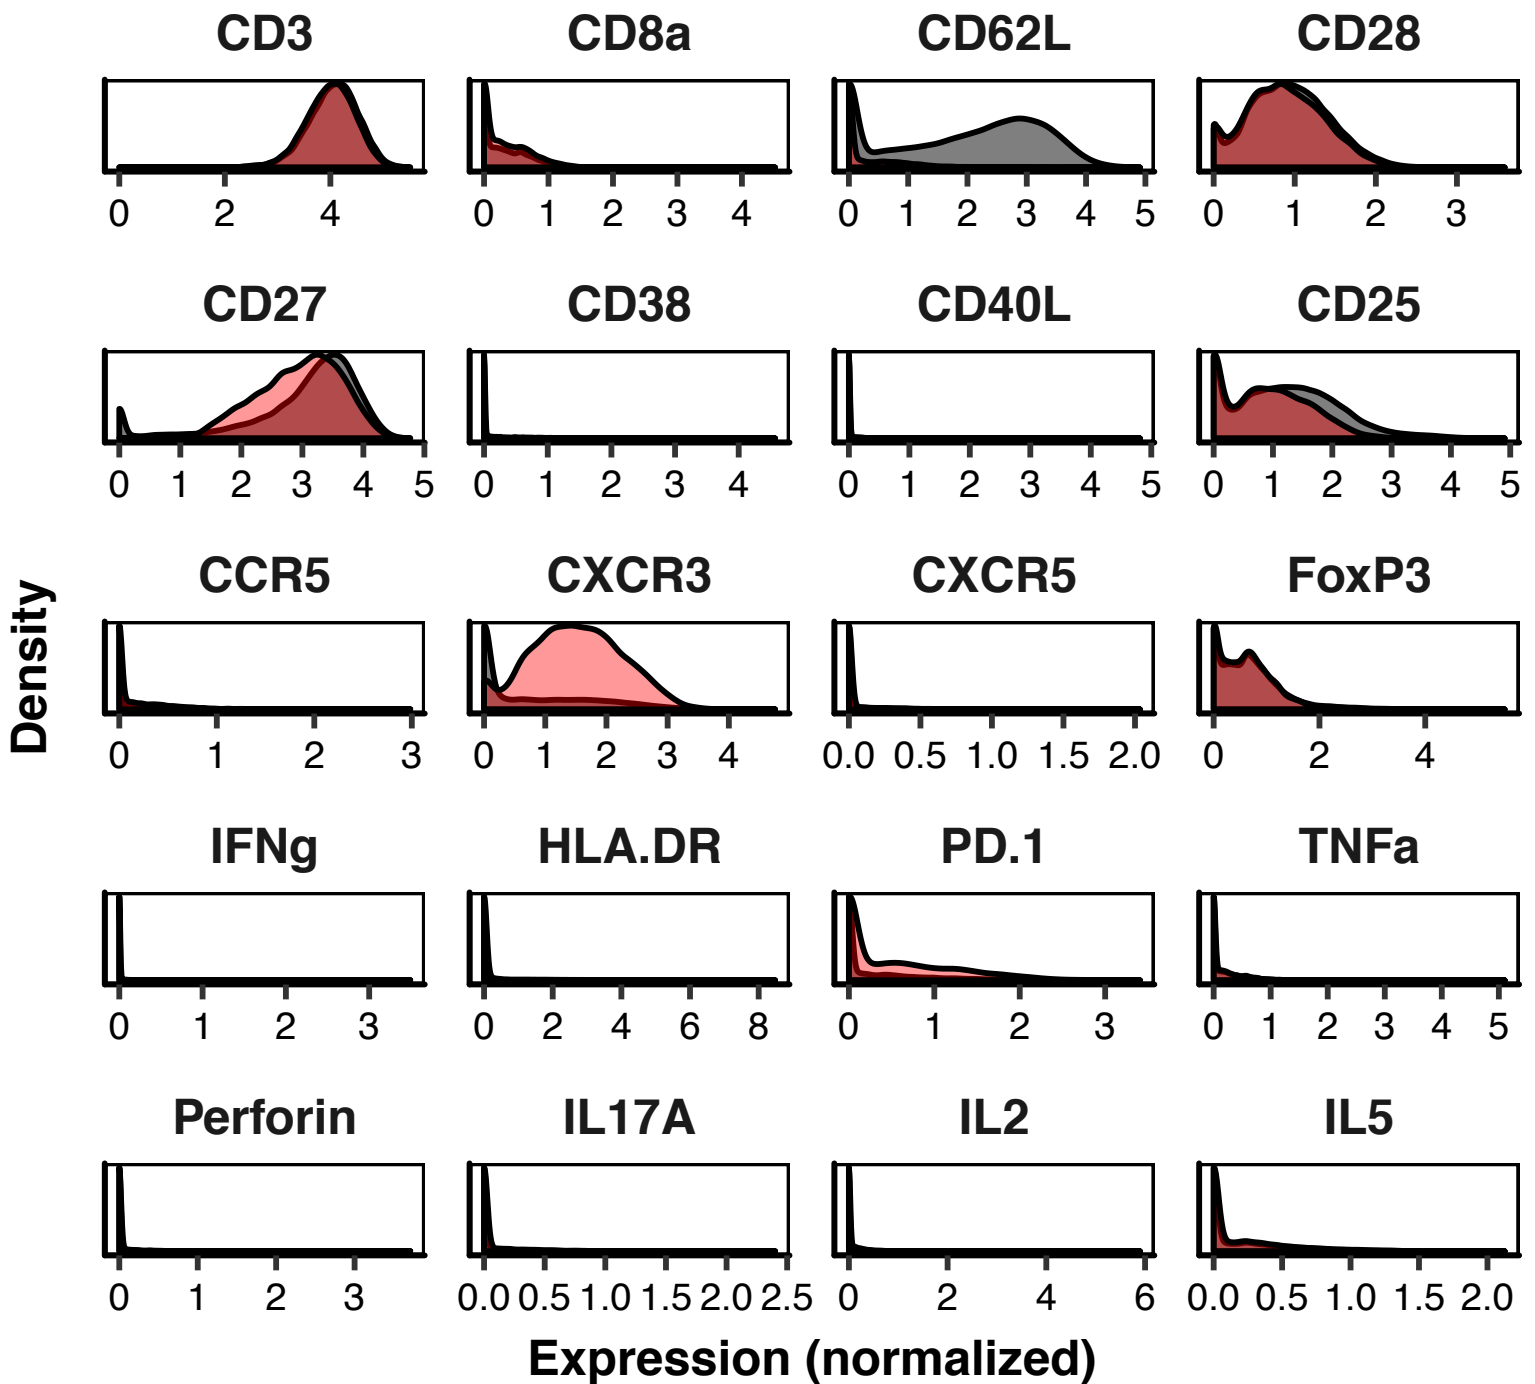 CD3 CD8a CD62L CD28
0 2 4 0 1 2 3 4 0 1 2 3 4 5 0 1 2 3
CD27 CD38 CD40L CD25
0 1 2 3 4 5 0 1 2 3 4 0 1 2 3 4 5 0 1 2 3 4 5
CCR5 CXCR3 CXCR5 FoxP3
0 1 2 3 0 1 2 3 4 0.0 0.5 1.0 1.5 2.0 0 2 4
Density
IFNg HLA.DR PD.1 TNFa
0 1 2 3 0 2 4 6 8 0 1 2 3 0 1 2 3 4 5
Perforin IL17A IL2 IL5
0 1 2 3 0.0 0.5 1.0 1.5 2.0 2.5 0 2 4 6 0.0 0.5 1.0 1.5 2.0
Expression (normalized)